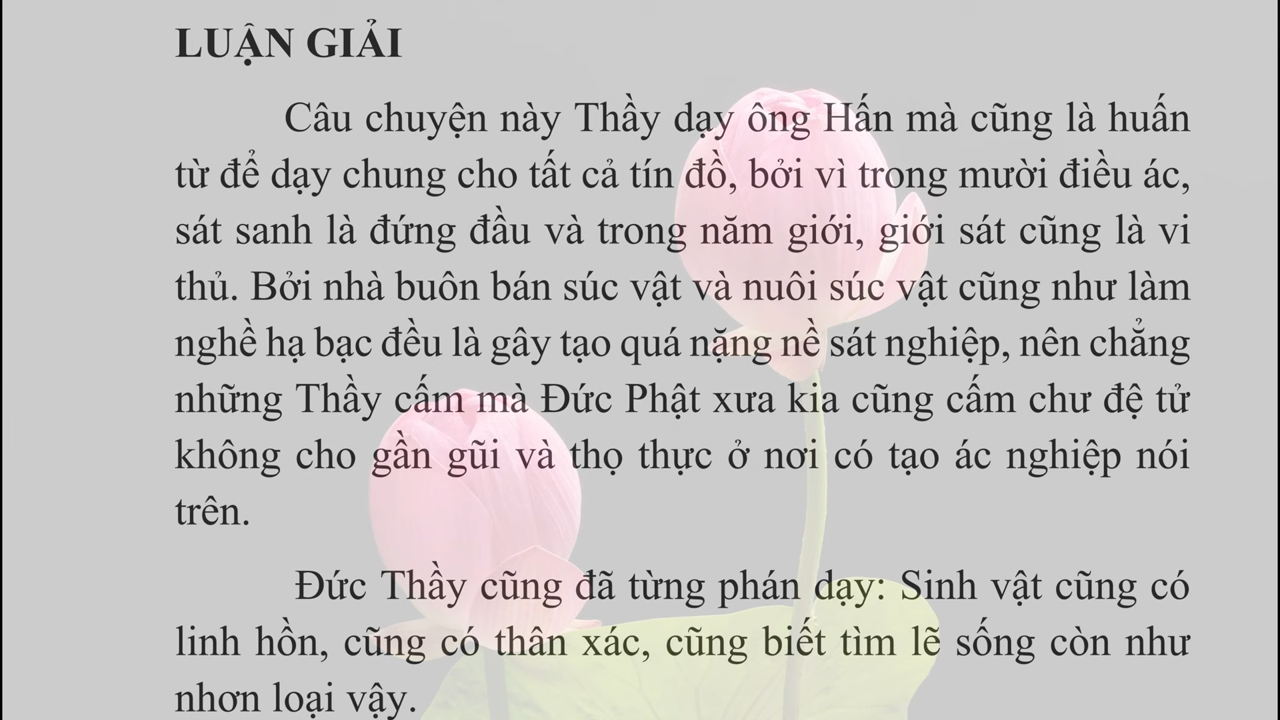 LUẬN GIẢI
Câu chuyện này Thầy dạy ông Hấn mà cũng là huấn
từ để dạy chung cho tất cả tín đồ, bởi vì trong mười điều ác,
sát sanh là đứng đầu và trong năm giới, giới sát cũng là vi
thủ. Bởi nhà buôn bán súc vật và nuôi súc vật cũng như làm
nghề hạ bạc đều là gây tạo quá nặng nề sát nghiệp, nên chẳng
những Thầy cấm mà Đức Phật xưa kia cũng cấm chư đệ tử
không cho gần gũi và thọ thực ở nơi có tạo ác nghiệp nói
trên.
Đức Thầy cũng đã từng phán dạy: Sinh vật cũng có
linh hồn, cũng có thân xác, cũng biết tìm lẽ sống còn như
nhơn loại vậy.